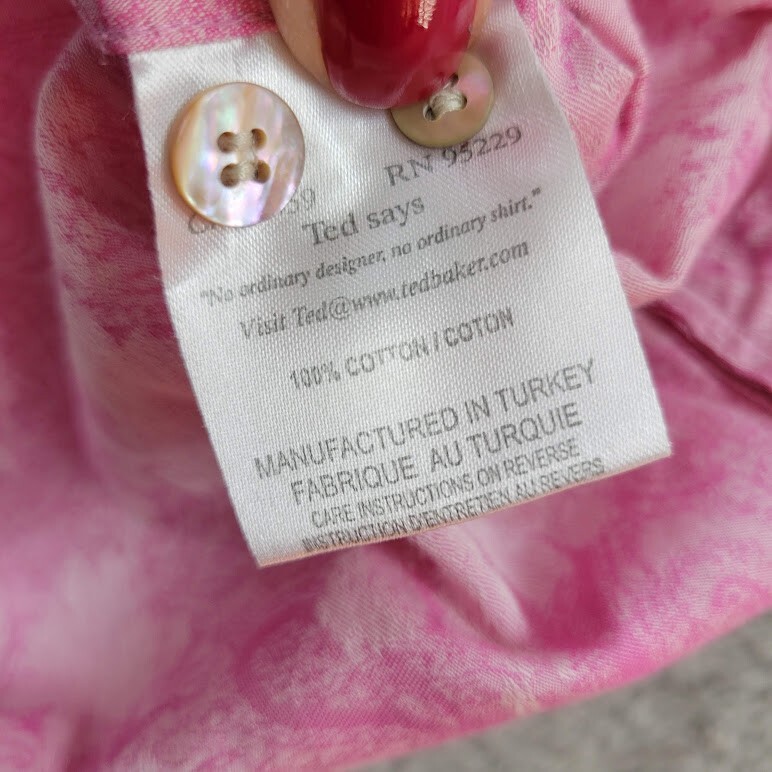 RN 95229
Ted says
"No ordinary designer, no ordinary shirt."
Visit Ted@www.tedbaker.com
100% COTTON / COTON
MANUFACTURED IN TURKEY
FABRIQUE AU TURQUIE
CARE INSTRUCTIONS ON REVERSE
INSTRUCTION D'ENTRETIEN AU REVERS